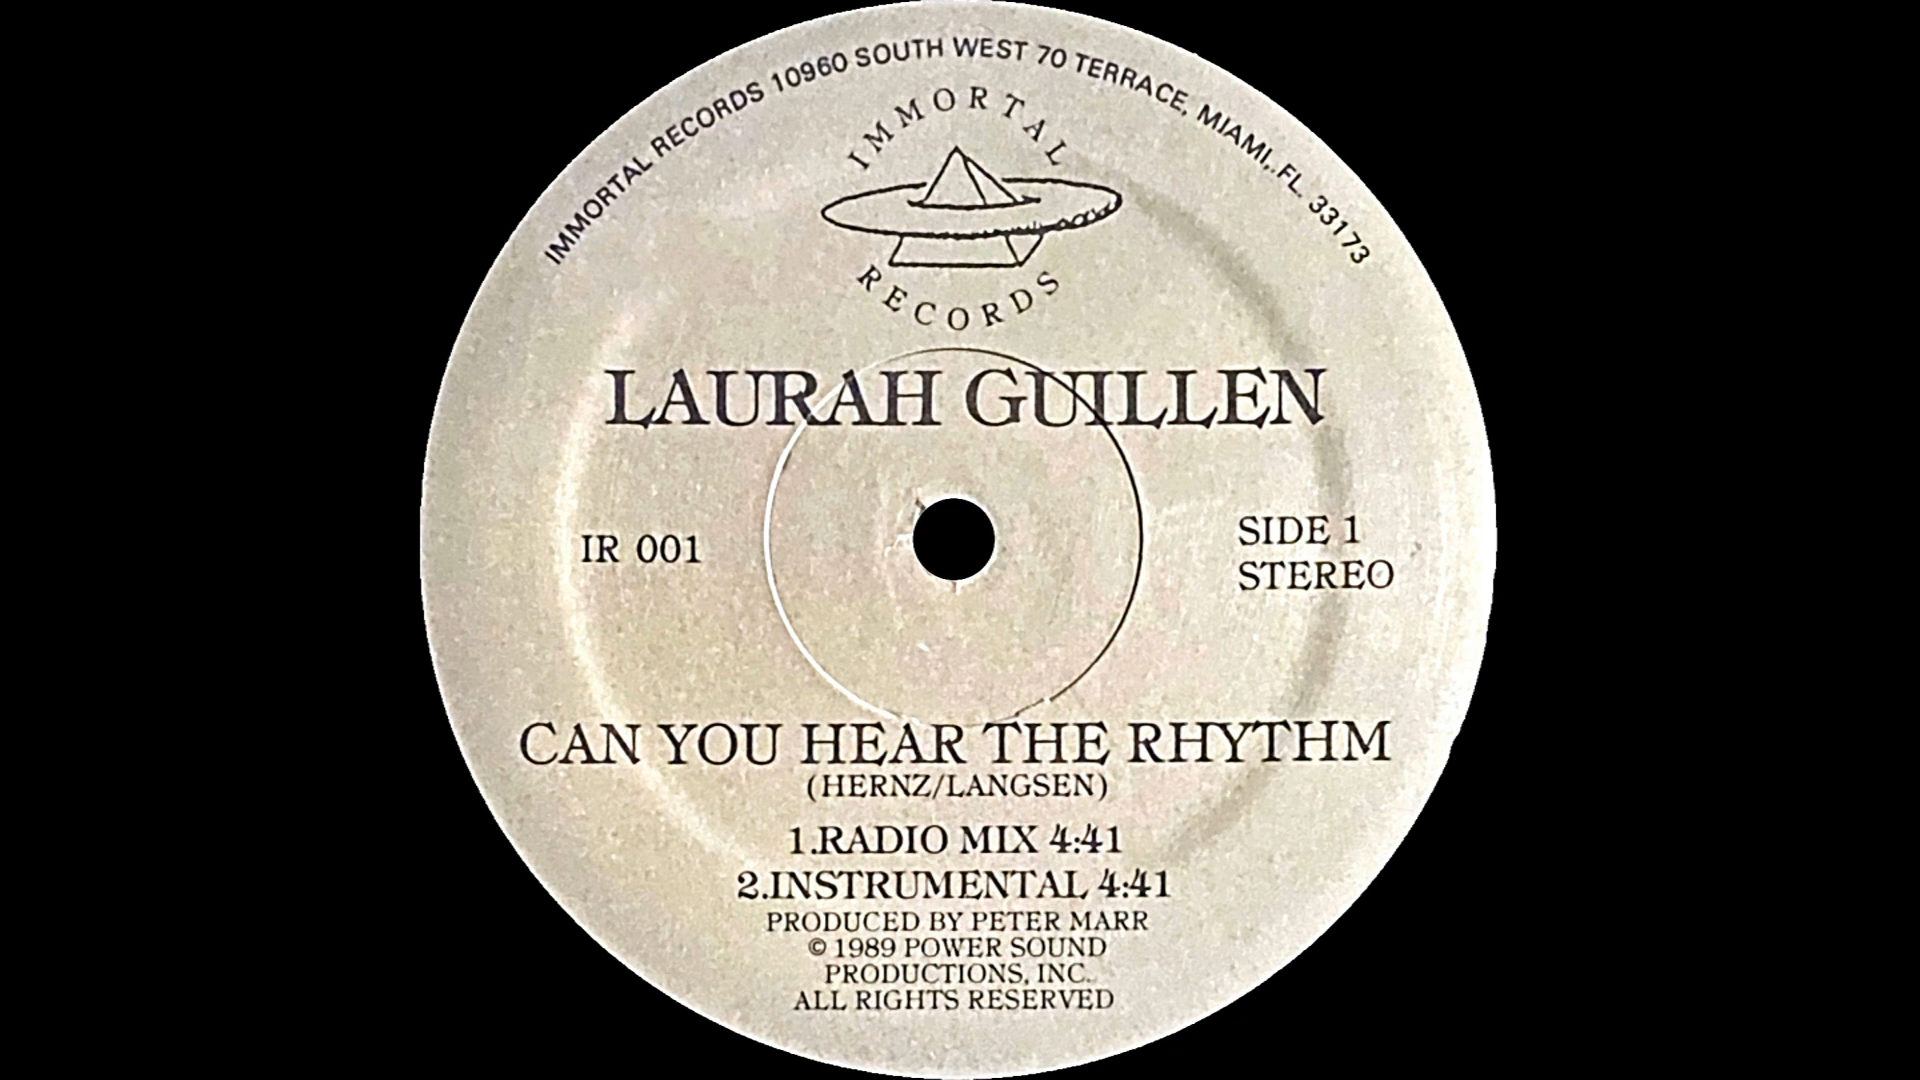 IMMORTAL RECORDS 10960 SOUTH WEST 70 TERRACE, MIAMI, FL. 33173
IMMORTAL
RECORDS
LAURAH GUILLEN
IR 001
SIDE 1
STEREO
CAN YOU HEAR THE RHYTHM
(HERNZ/LANGSEN)
1.RADIO MIX 4:41
2.INSTRUMENTAL 4:41
PRODUCED BY PETER MARR
© 1989 POWER SOUND
PRODUCTIONS, INC.
ALL RIGHTS RESERVED